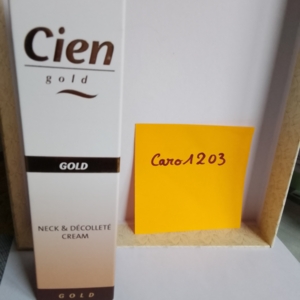 Cien
gold
GOLD
NECK & DÉCOLLETÉ
CREAM
GOLD
Caro1203